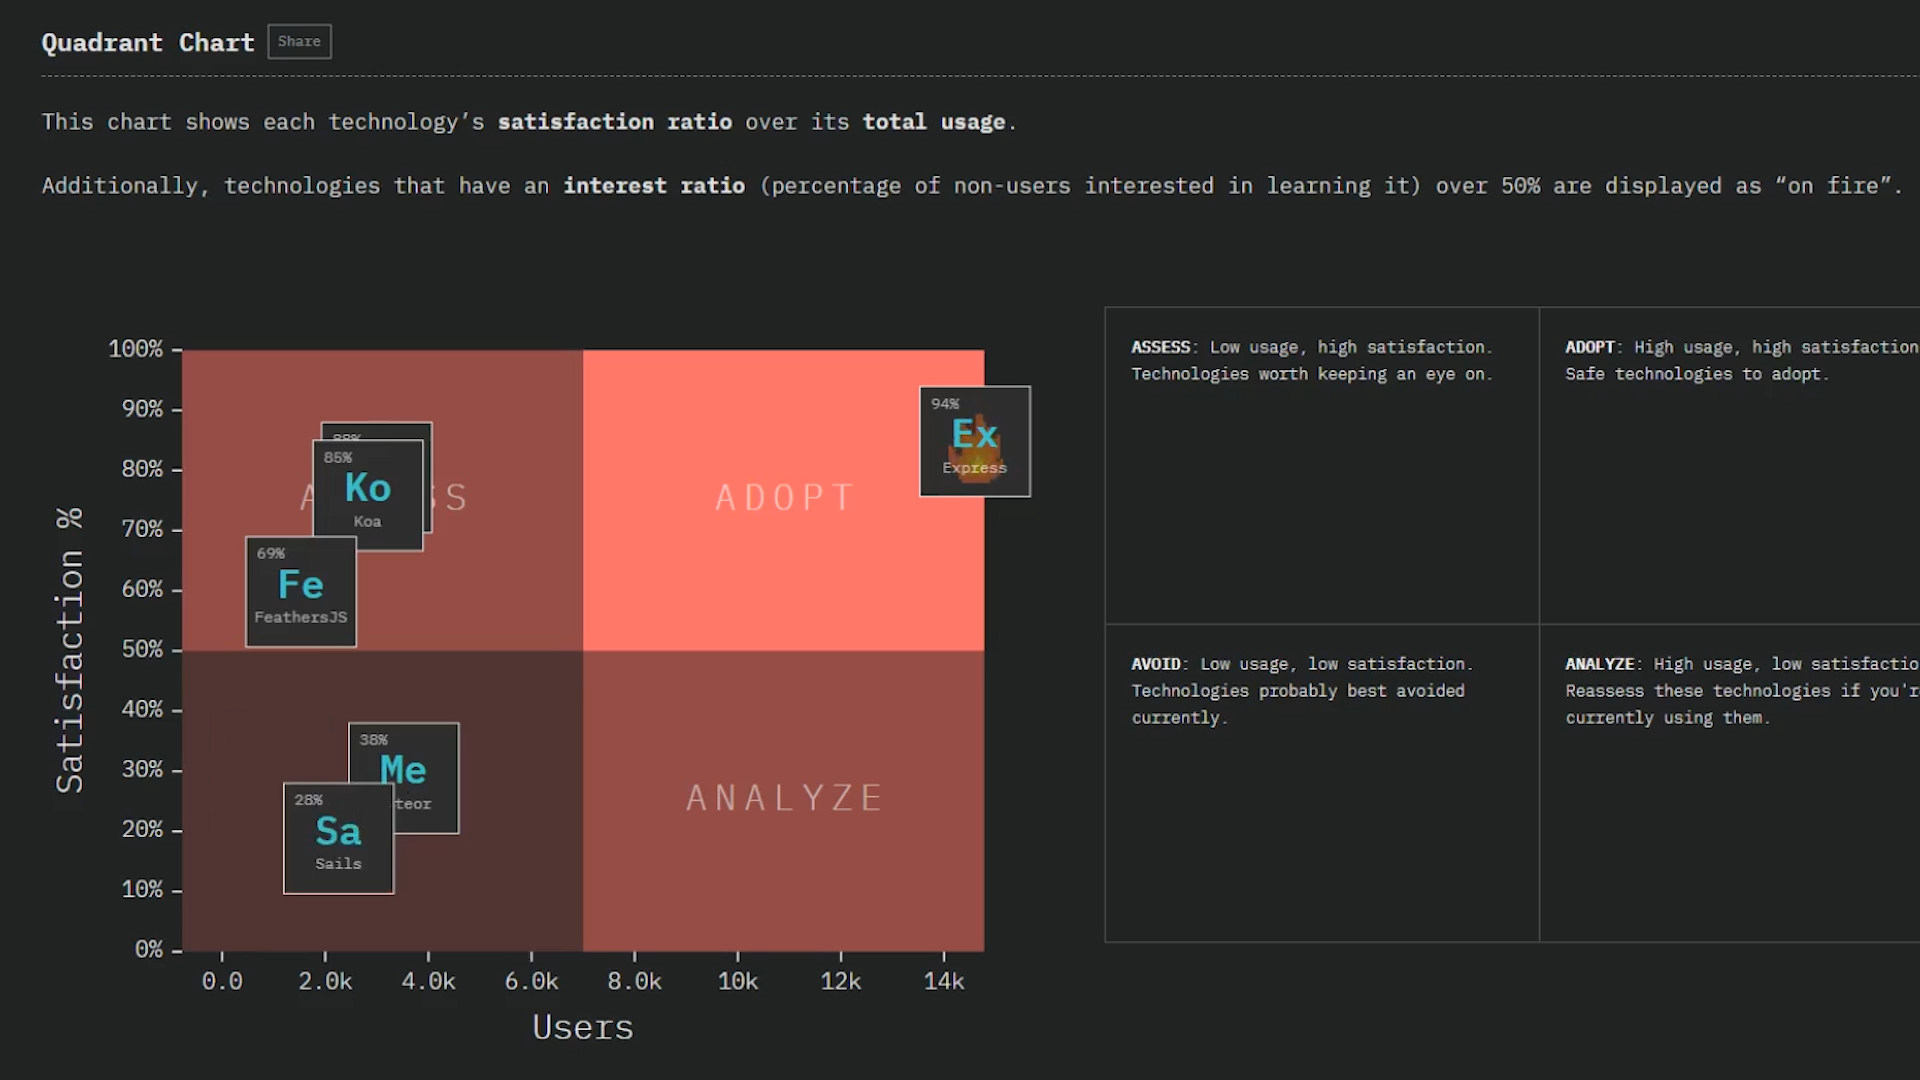 Quadrant Chart Share
This chart shows each technology’s satisfaction ratio over its total usage.
Additionally, technologies that have an interest ratio (percentage of non-users interested in learning it) over 50% are displayed as “on fire”.
Satisfaction %
100%
90%
80%
70%
60%
50%
40%
30%
20%
10%
0%
88%
85%
Ko
Koa
69%
Fe
FeathersJS
ADOPT
94%
Ex
Express
38%
Me
28%
Sa
Sails
ANALYZE
0.0 2.0k 4.0k 6.0k 8.0k 10k 12k 14k
Users
ASSESS: Low usage, high satisfaction.
Technologies worth keeping an eye on.
ADOPT: High usage, high satisfaction
Safe technologies to adopt.
AVOID: Low usage, low satisfaction.
Technologies probably best avoided
currently.
ANALYZE: High usage, low satisfactio
Reassess these technologies if you'r
currently using them.